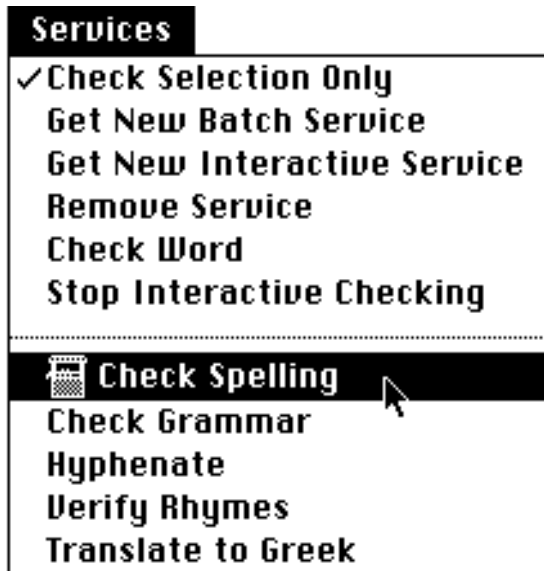 Services
✓Check Selection Only
Get New Batch Service
Get New Interactive Service
Remove Service
Check Word
Stop Interactive Checking
Check Spelling
Check Grammar
Hyphenate
Verify Rhymes
Translate to Greek